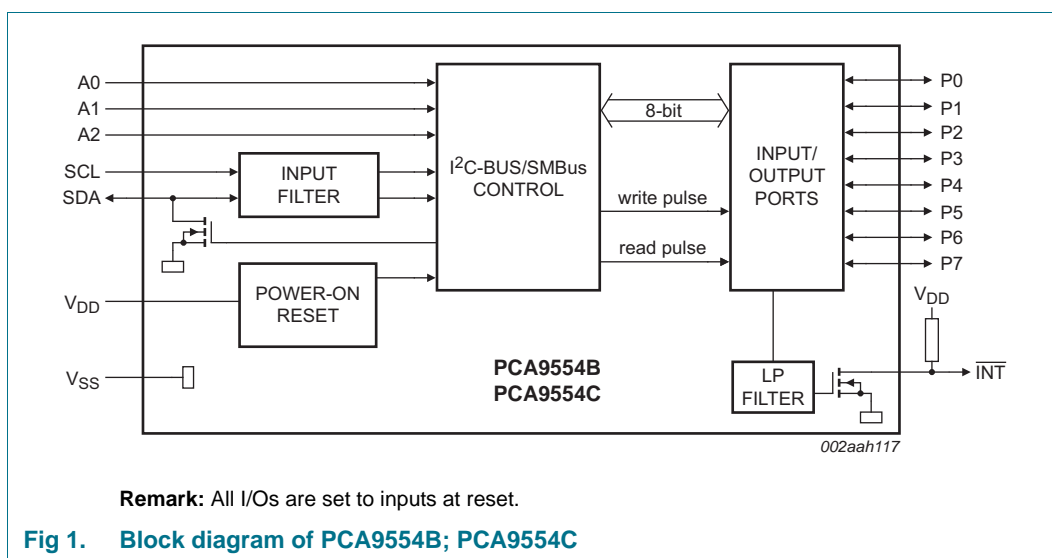 A0
A1
A2
SCL
SDA
VDD
VSS
INPUT
FILTER
POWER-ON
RESET
I2C-BUS/SMBus
CONTROL
8-bit
write pulse
read pulse
INPUT/
OUTPUT
PORTS
P0
P1
P2
P3
P4
P5
P6
P7
VDD
INT
LP
FILTER
PCA9554B
PCA9554C
002aah117
Remark: All I/Os are set to inputs at reset.
Fig 1. Block diagram of PCA9554B; PCA9554C